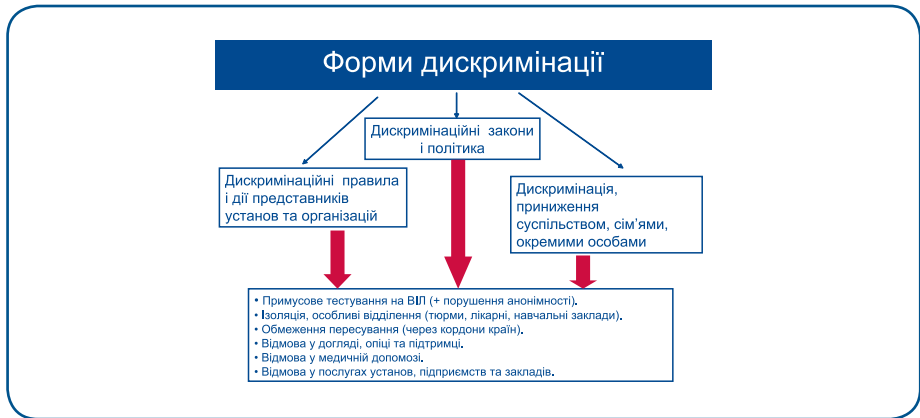 Форми дискримінації
Дискримінаційні закони
і політика
Дискримінаційні правила
і дії представників
установ та організацій
Дискримінація,
приниження
суспільством, сім’ями,
окремими особами
• Примусове тестування на ВІЛ (+ порушення анонімності).
• Ізоляція, особливі відділення (тюрми, лікарні, навчальні заклади).
• Обмеження пересування (через кордони країн).
• Відмова у догляді, опіці та підтримці.
• Відмова у медичній допомозі.
• Відмова у послугах установ, підприємств та закладів.